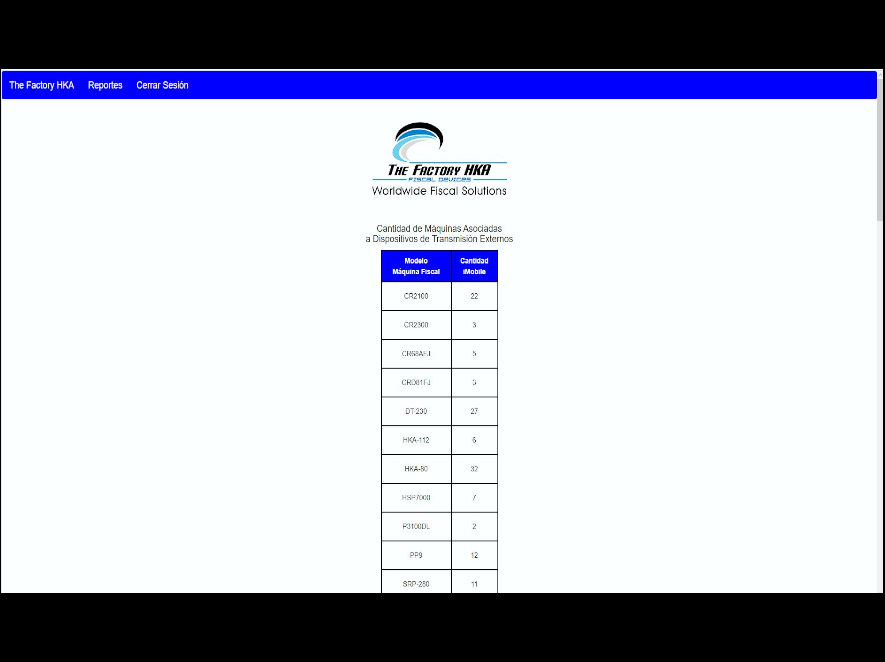 The Factory HKA Reportes Cerrar Sesión
THE FACTORY HKA
FISCAL DEVICES
Worldwide Fiscal Solutions
Cantidad de Máquinas Asociadas
a Dispositivos de Transmisión Externos
Modelo Cantidad
Máquina Fiscal iMobile
CR2100 22
CR2300 3
CR68AFJ 5
CRD81FJ 3
DT-230 27
HKA-112 6
HKA-80 32
HSP7000 7
P3100DL 2
PP9 12
SRP-280 11